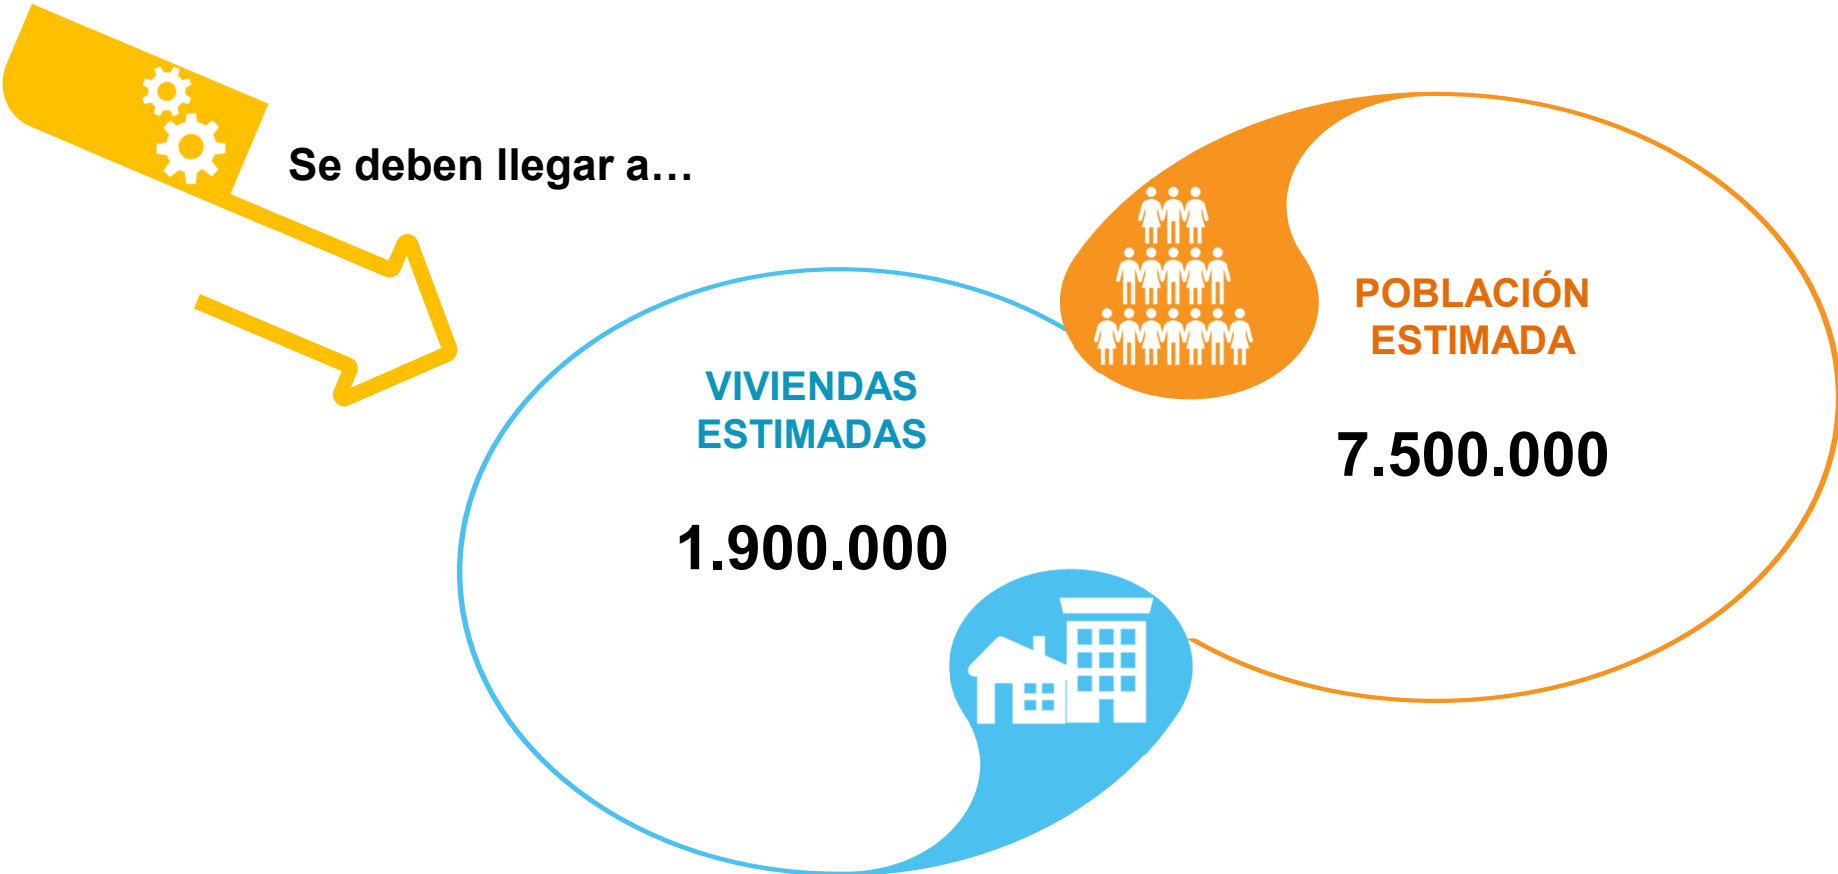 Se deben llegar a…
VIVIENDAS
ESTIMADAS
1.900.000
POBLACIÓN
ESTIMADA
7.500.000